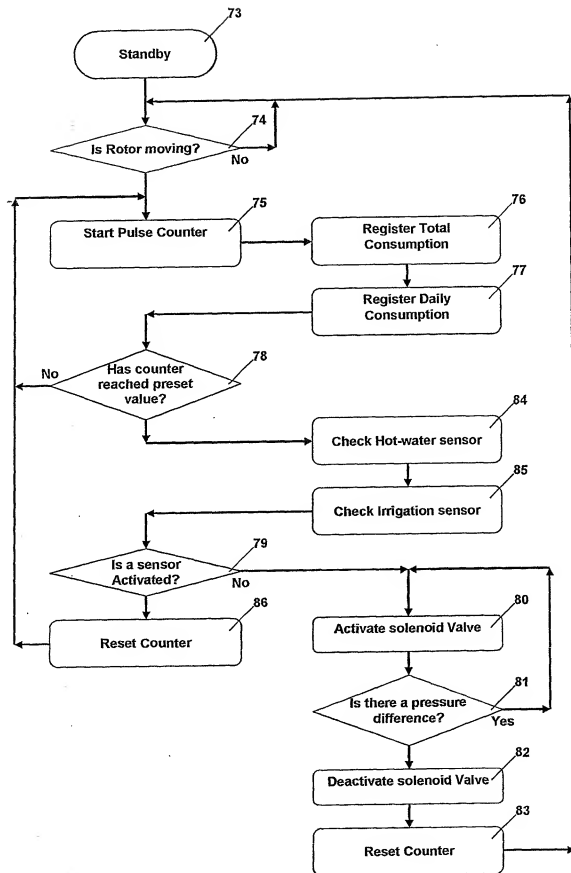 73
Standby
74
Is Rotor moving?
No
75
Start Pulse Counter
76
Register Total
Consumption
77
Register Daily
Consumption
78
Has counter
reached preset
value?
No
84
Check Hot-water sensor
85
Check Irrigation sensor
79
Is a sensor
Activated?
No
86
Reset Counter
80
Activate solenoid Valve
81
Is there a pressure
difference?
Yes
82
Deactivate solenoid Valve
83
Reset Counter